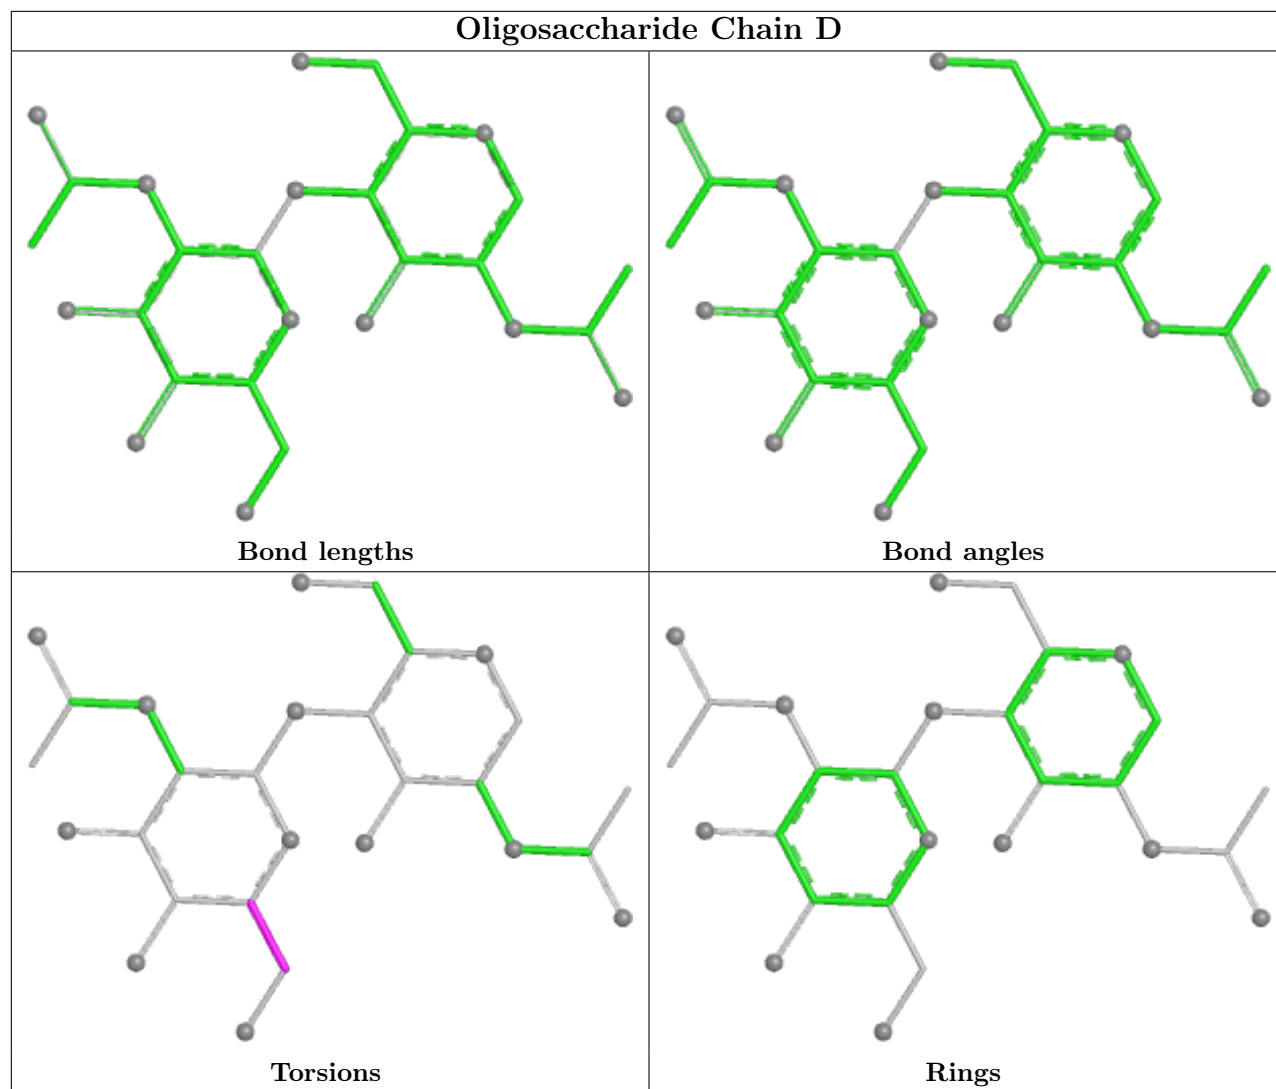 Oligosaccharide Chain D
Bond lengths
Bond angles
Torsions
Rings